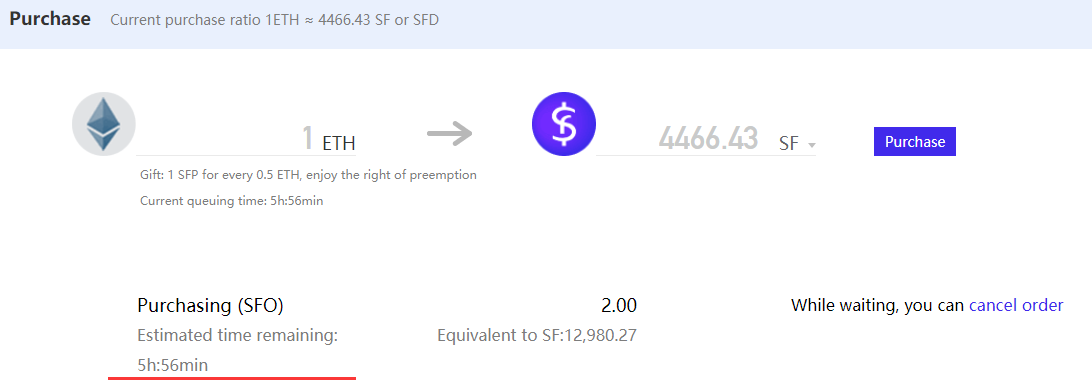 Purchase Current purchase ratio 1ETH ≈ 4466.43 SF or SFD
1 ETH 4466.43 SF Purchase
Gift: 1 SFP for every 0.5 ETH, enjoy the right of preemption
Current queuing time: 5h:56min
Purchasing (SFO) 2.00 While waiting, you can cancel order
Estimated time remaining: Equivalent to SF:12,980.27
5h:56min